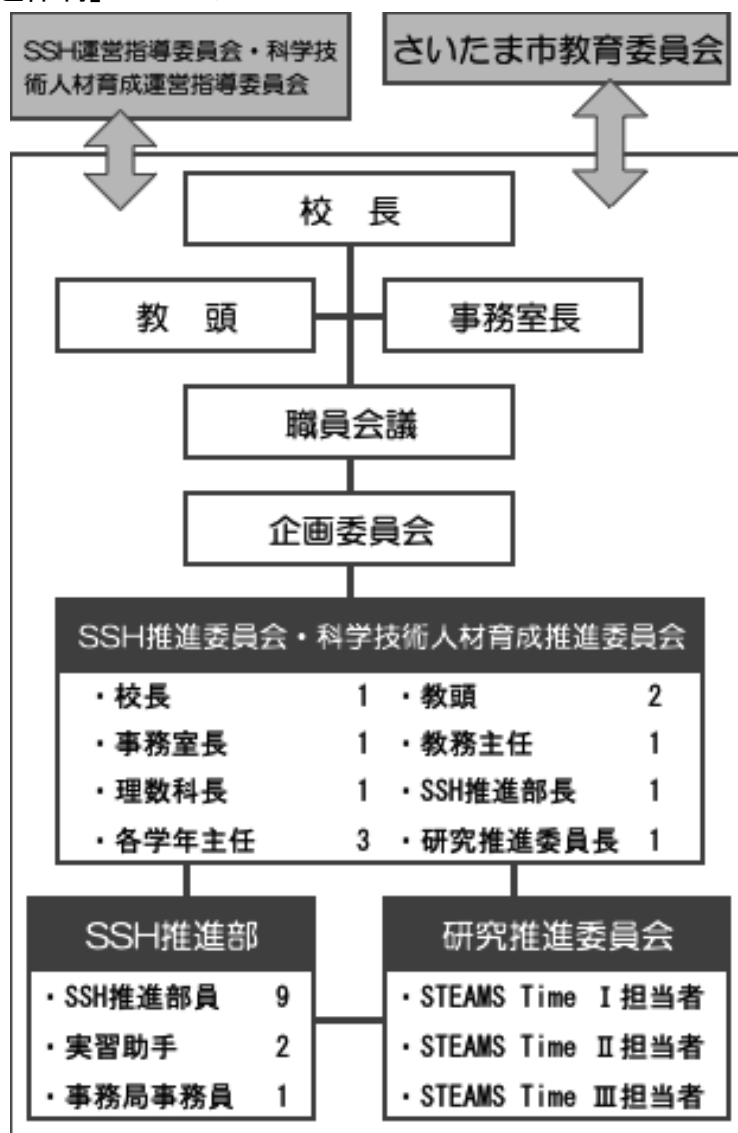 SSH運営指導委員会・科学技
術人材育成運営指導委員会
さいたま市教育委員会
校　長
教　頭
事務室長
職員会議
企画委員会
SSH推進委員会・科学技術人材育成推進委員会
・校長　1　・教頭　2
・事務室長　1　・教務主任　1
・理数科長　1　・SSH推進部長　1
・各学年主任　3　・研究推進委員長　1
SSH推進部
・SSH推進部員　9
・実習助手　2
・事務局事務員　1
研究推進委員会
・STEAMS Time Ⅰ担当者
・STEAMS Time Ⅱ担当者
・STEAMS Time Ⅲ担当者